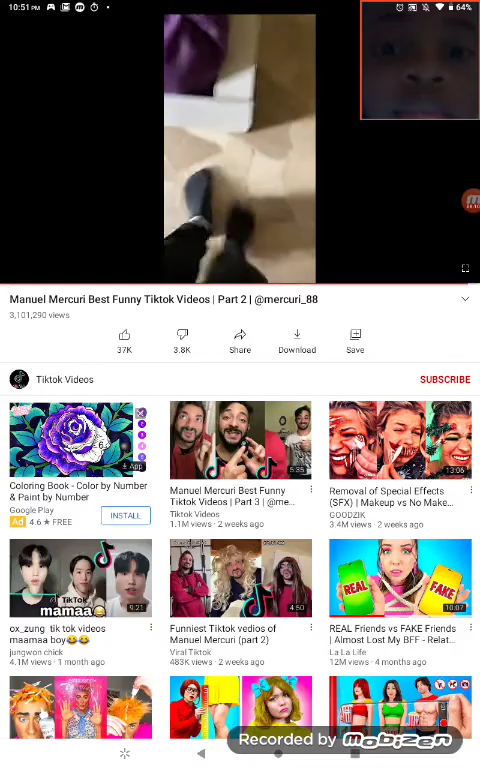 10:51PM
64%
Manuel Mercuri Best Funny Tiktok Videos | Part 2 | @mercuri_88
3,101,290 views
37K
3.8K
Share
Download
Save
Tiktok Videos
SUBSCRIBE
6
App
Coloring Book - Color by Number
& Paint by Number
Google Play
Ad 4.6 ★ FREE
INSTALL
5:35
Manuel Mercuri Best Funny
Tiktok Videos | Part 3 | @me...
Tiktok Videos
1.1M views · 2 weeks ago
13:06
Removal of Special Effects
(SFX) | Makeup vs No Make...
GOODZIK
3.4M views · 2 weeks ago
TikTok
mamaa
9:21
ox_zung tik tok videos
maamaa boy😂😂
jungwon chick
4.1M views · 1 month ago
4:50
Funniest TikTok vedios of
Manuel Mercuri (part 2)
Viral Tiktok
483K views · 2 weeks ago
REAL
FAKE
10:07
REAL Friends vs FAKE Friends
| Almost Lost My BFF - Relat...
La La Life
12M views · 4 months ago
Recorded by Mobizen